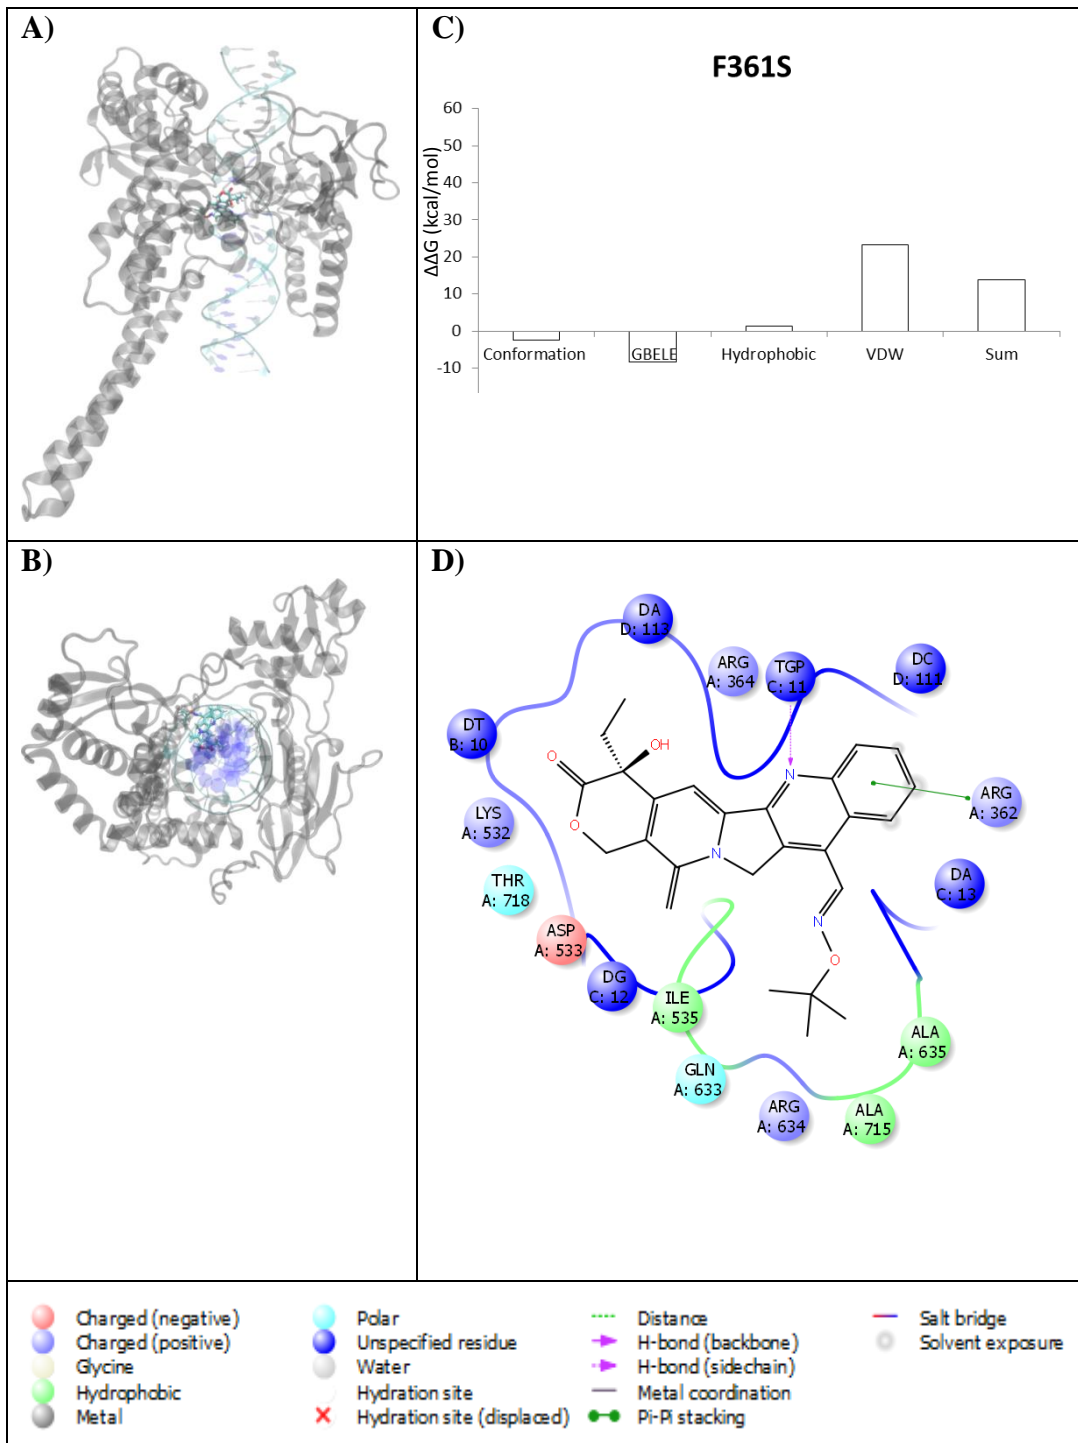 A)
C)
F361S
ΔΔG (kcal/mol)
60
50
40
30
20
10
0
-10
Conformation
GBELE
Hydrophobic
VDW
Sum
B)
D)
DA
D: 113
ARG
A: 364
TGP
C: 11
DC
D: 111
DT
B: 10
OH
O
N
ARG
A: 362
LYS
A: 532
O
N
THR
A: 718
DA
C: 13
N
ASP
A: 533
O
DG
C: 12
ILE
A: 535
ALA
A: 635
GLN
A: 633
ARG
A: 634
ALA
A: 715
Charged (negative)
Charged (positive)
Glycine
Hydrophobic
Metal
Polar
Unspecified residue
Water
Hydration site
Hydration site (displaced)
Distance
H-bond (backbone)
H-bond (sidechain)
Metal coordination
Pi-Pi stacking
Salt bridge
Solvent exposure